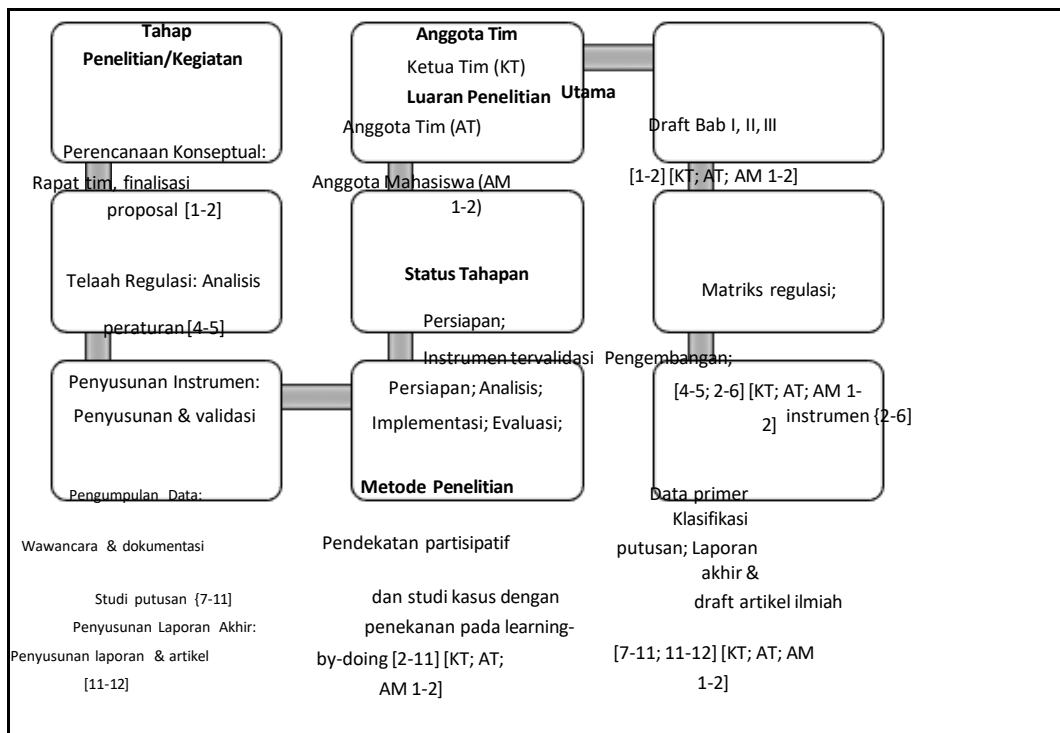 Tahap
Penelitian/Kegiatan
Perencanaan Konseptual:
Rapat tim, finalisasi
proposal [1-2]
Telaah Regulasi: Analisis
peraturan [4-5]
Penyusunan Instrumen:
Penyusunan & validasi
Pengumpulan Data:
Wawancara & dokumentasi
Studi putusan {7-11]
Penyusunan Laporan Akhir:
Penyusunan laporan & artikel
[11-12]
Anggota Tim
Ketua Tim (KT)
Luaran Penelitian Utama
Anggota Tim (AT)
Anggota Mahasiswa (AM
1-2)
Status Tahapan
Persiapan;
Instrumen tervalidasi Pengembangan;
Persiapan; Analisis;
Implementasi; Evaluasi;
Metode Penelitian
Pendekatan partisipatif
dan studi kasus dengan
penekanan pada learning-
by-doing [2-11] [KT; AT;
AM 1-2]
Draft Bab I, II, III
[1-2] [KT; AT; AM 1-2]
Matriks regulasi;
[4-5; 2-6] [KT; AT; AM 1-
2] instrumen {2-6]
Data primer
Klasifikasi
putusan; Laporan
akhir &
draft artikel ilmiah
[7-11; 11-12] [KT; AT; AM
1-2]